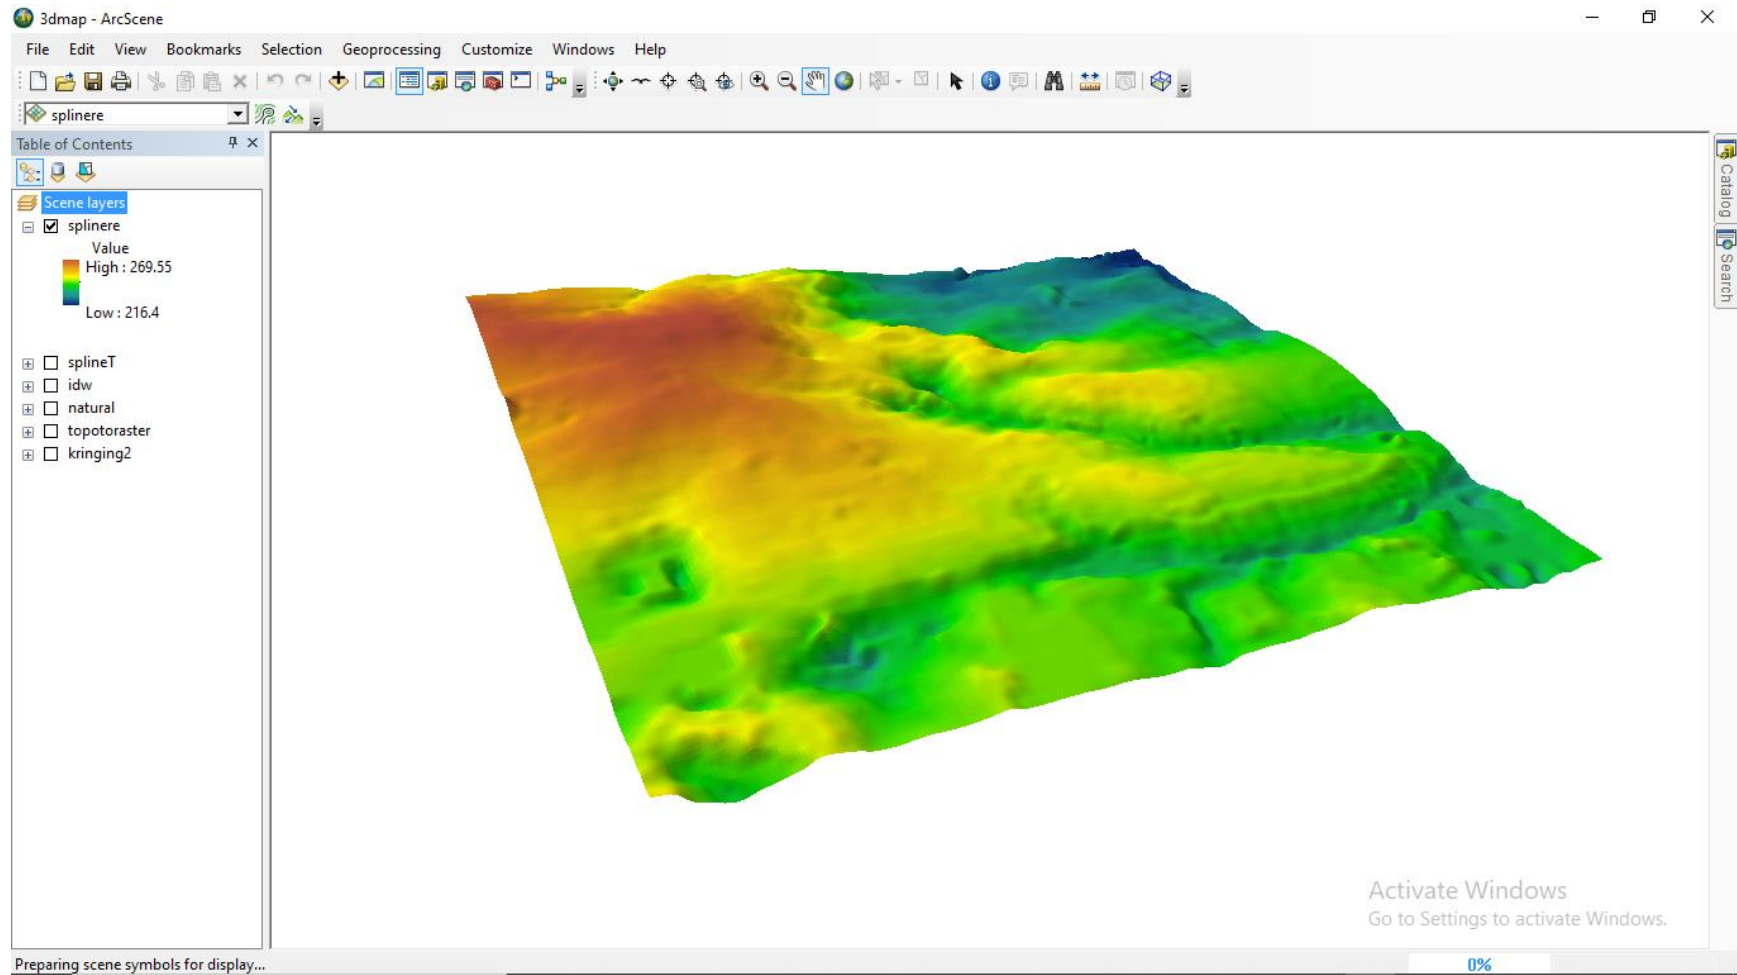 3dmap - ArcScene
File Edit View Bookmarks Selection Geoprocessing Customize Windows Help
splinere
Table of Contents
Scene layers
splinere
Value
High : 269.55
Low : 216.4
splineT
idw
natural
topotoraster
kringing2
Catalog
Search
Activate Windows
Go to Settings to activate Windows.
Preparing scene symbols for display...
0%